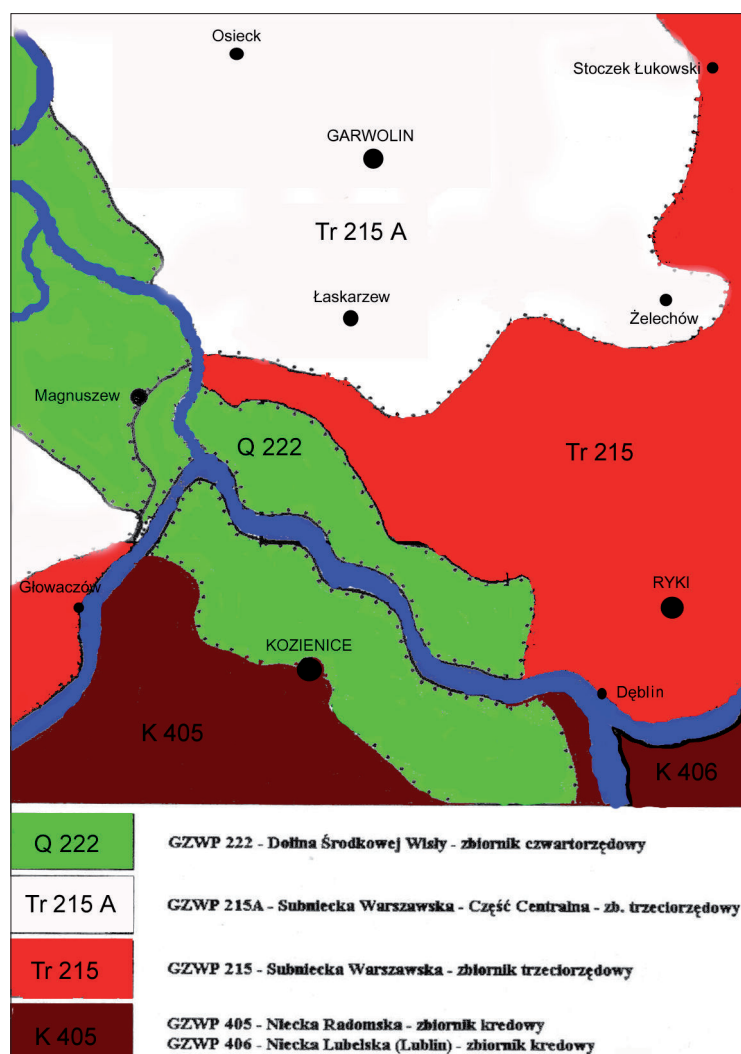 Osieck
Stoczek Łukowski
GARWOLIN
Tr 215 A
Łaskarzew
Żelechów
Magnuszew
Q 222
Tr 215
Głowaczów
RYKI
KOZIENICE
Dęblin
K 405
K 406
Q 222
GZWP 222 - Dolina Środkowej Wisły - zbiornik czwartorzędowy
Tr 215 A
GZWP 215A - Subniecka Warszawska - Część Centralna - zb. trzeciorzędowy
Tr 215
GZWP 215 - Subniecka Warszawska - zbiornik trzeciorzędowy
K 405
GZWP 405 - Niecka Radomska - zbiornik kredowy
GZWP 406 - Niecka Lubelska (Lublin) - zbiornik kredowy